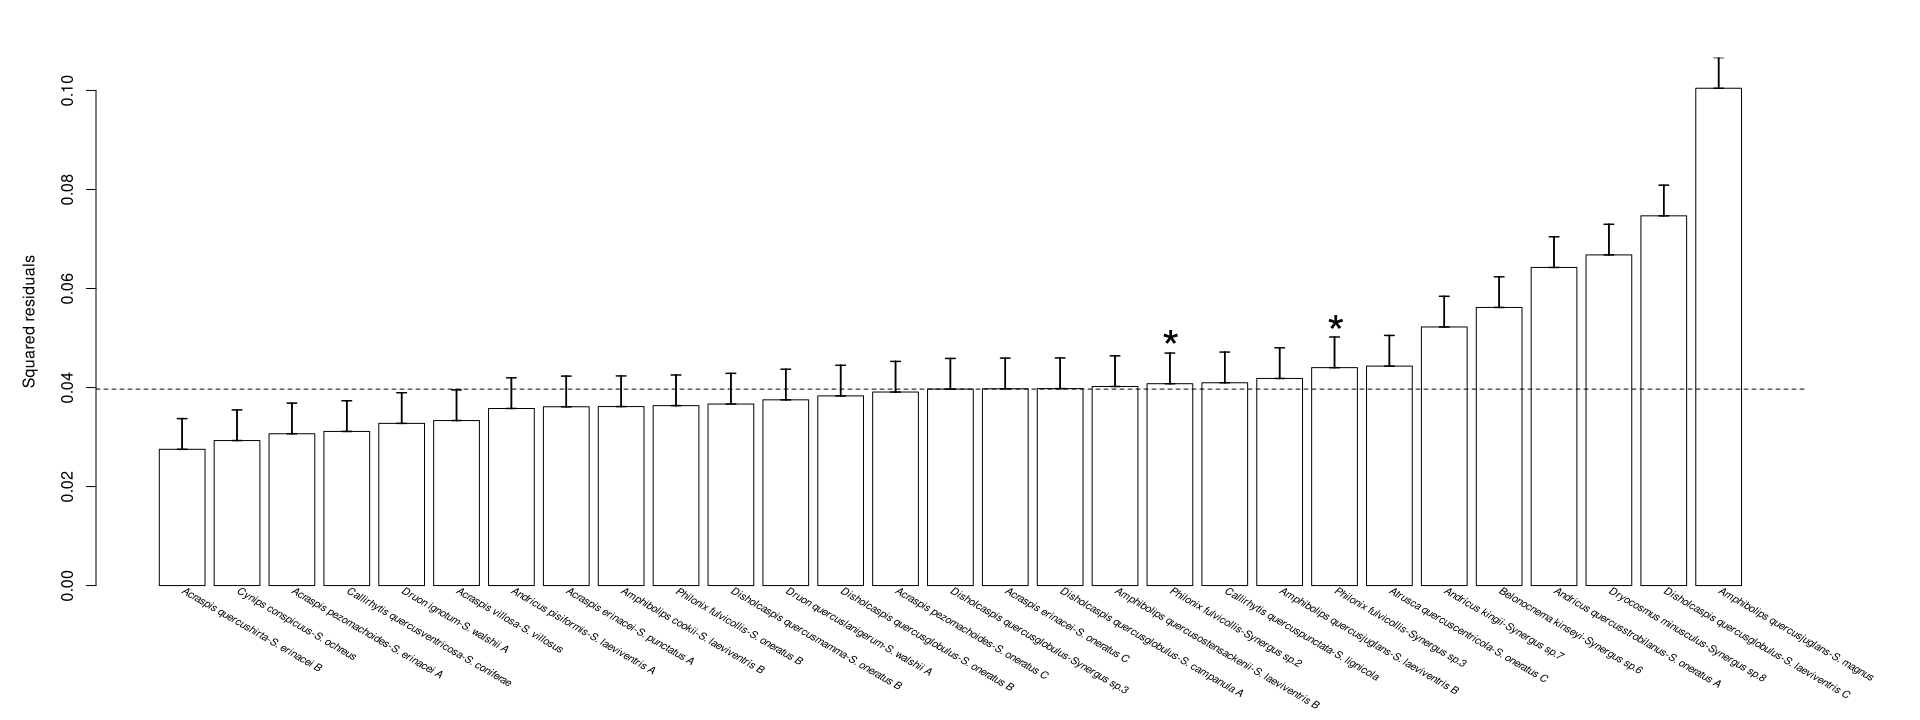 Squared residuals
0.10
0.08
0.06
0.04
0.02
0.00
*
*
Acraspis quercushirta-S. erinacei B
Cynips conspicuus-S. ochreus
Acraspis pezomachoides-S. erinacei A
Callirhytis quercusventricosa-S. coniferae
Druon ignotum-S. walshii A
Acraspis villosa-S. villosus
Andricus pisiformis-S. laeviventris A
Acraspis erinacei-S. punctatus A
Amphibolips cookii-S. laeviventris B
Philonix fulvicollis-S. oneratus B
Disholcaspis quercusmamma-S. oneratus B
Druon quercuslanigerum-S. walshii A
Disholcaspis quercusglobulus-S. oneratus B
Acraspis pezomachoides-S. oneratus C
Disholcaspis quercusglobulus-Synergus sp.3
Acraspis erinacei-S. oneratus C
Disholcaspis quercusglobulus-S. campanula A
Amphibolips quercusostensackenii-S. laeviventris B
Philonix fulvicollis-Synergus sp.2
Callirhytis quercuspunctata-S. lignicola
Amphibolips quercusjuglans-S. laeviventris B
Philonix fulvicollis-Synergus sp.3
Atrusca quercuscentricola-S. oneratus C
Andricus kingi-Synergus sp.7
Belonocnema kinseyi-Synergus sp.6
Andricus quercusstrobilanus-S. oneratus A
Dryocosmus minusculus-Synergus sp.8
Disholcaspis quercusglobulus-S. laeviventris C
Amphibolips quercusjuglans-S. magnus